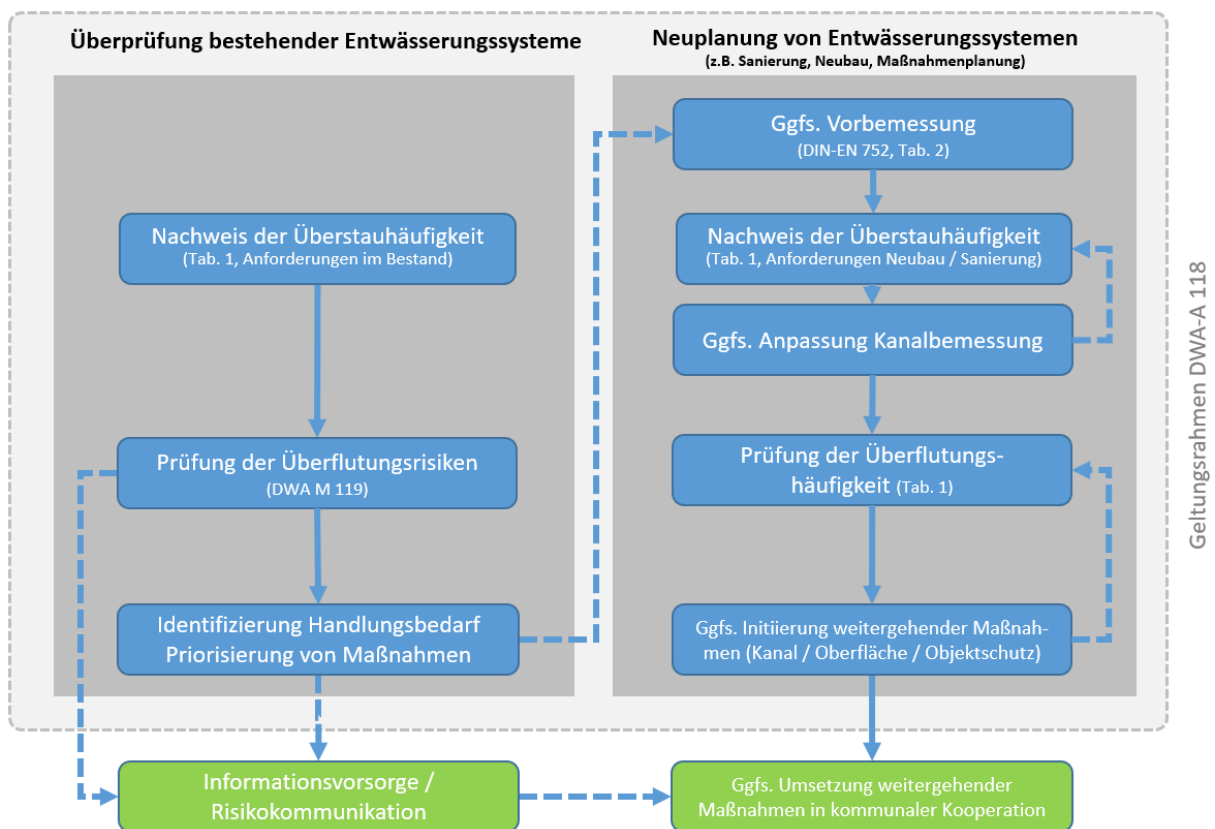 Überprüfung bestehender Entwässerungssysteme
Nachweis der Überstauhäufigkeit
(Tab. 1, Anforderungen im Bestand)
Prüfung der Überflutungsrisiken
(DWA M 119)
Identifizierung Handlungsbedarf
Priorisierung von Maßnahmen
Neuplanung von Entwässerungssystemen
(z.B. Sanierung, Neubau, Maßnahmenplanung)
Ggfs. Vorbemessung
(DIN-EN 752, Tab. 2)
Nachweis der Überstauhäufigkeit
(Tab. 1, Anforderungen Neubau / Sanierung)
Ggfs. Anpassung Kanalbemessung
Prüfung der Überflutungs-
häufigkeit (Tab. 1)
Ggfs. Initiierung weitergehender Maßnah-
men (Kanal / Oberfläche / Objektschutz)
Informationsvorsorge /
Risikokommunikation
Ggfs. Umsetzung weitergehender
Maßnahmen in kommunaler Kooperation
Geltungsrahmen DWA-A 118